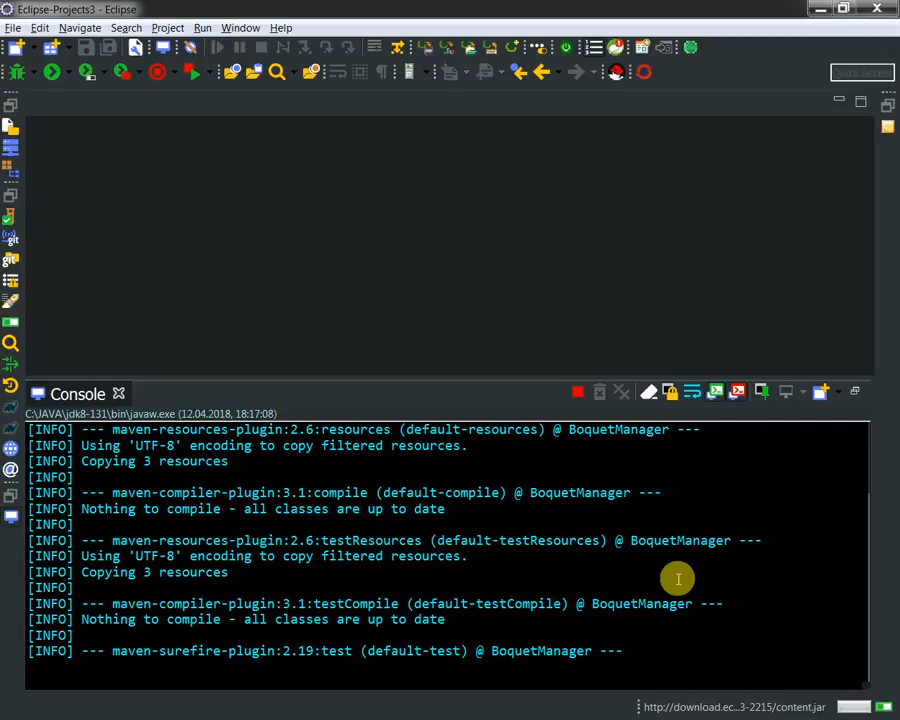 Eclipse-Projects3 - Eclipse
File Edit Navigate Search Project Run Window Help
Quick Access
git
git
Console
C:\JAVA\jdk8-131\bin\javaw.exe (12.04.2018, 18:17:08)
[INFO] --- maven-resources-plugin:2.6:resources (default-resources) @ BoquetManager ---
[INFO] Using 'UTF-8' encoding to copy filtered resources.
[INFO] Copying 3 resources
[INFO]
[INFO] --- maven-compiler-plugin:3.1:compile (default-compile) @ BoquetManager ---
[INFO] Nothing to compile - all classes are up to date
[INFO]
[INFO] --- maven-resources-plugin:2.6:testResources (default-testResources) @ BoquetManager ---
[INFO] Using 'UTF-8' encoding to copy filtered resources.
[INFO] Copying 3 resources
[INFO]
[INFO] --- maven-compiler-plugin:3.1:testCompile (default-testCompile) @ BoquetManager ---
[INFO] Nothing to compile - all classes are up to date
[INFO]
[INFO] --- maven-surefire-plugin:2.19:test (default-test) @ BoquetManager ---
http://download.ec...3-2215/content.jar